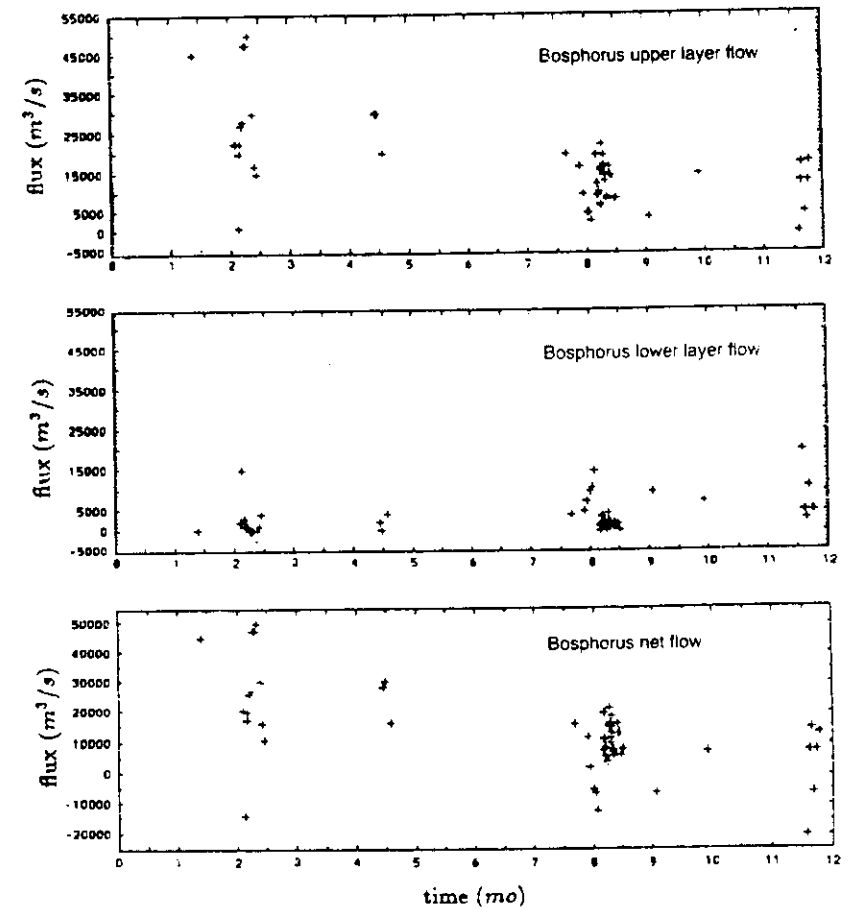 55000
45000
35000
25000
15000
5000
0
-5000
flux (m³/s)
Bosphorus upper layer flow
0 1 2 3 4 5 6 7 8 9 10 11 12
55000
45000
35000
25000
15000
5000
0
-5000
flux (m³/s)
Bosphorus lower layer flow
0 1 2 3 4 5 6 7 8 9 10 11 12
50000
40000
30000
20000
10000
0
-10000
-20000
flux (m³/s)
Bosphorus net flow
0 1 2 3 4 5 6 7 8 9 10 11 12
time (mo)